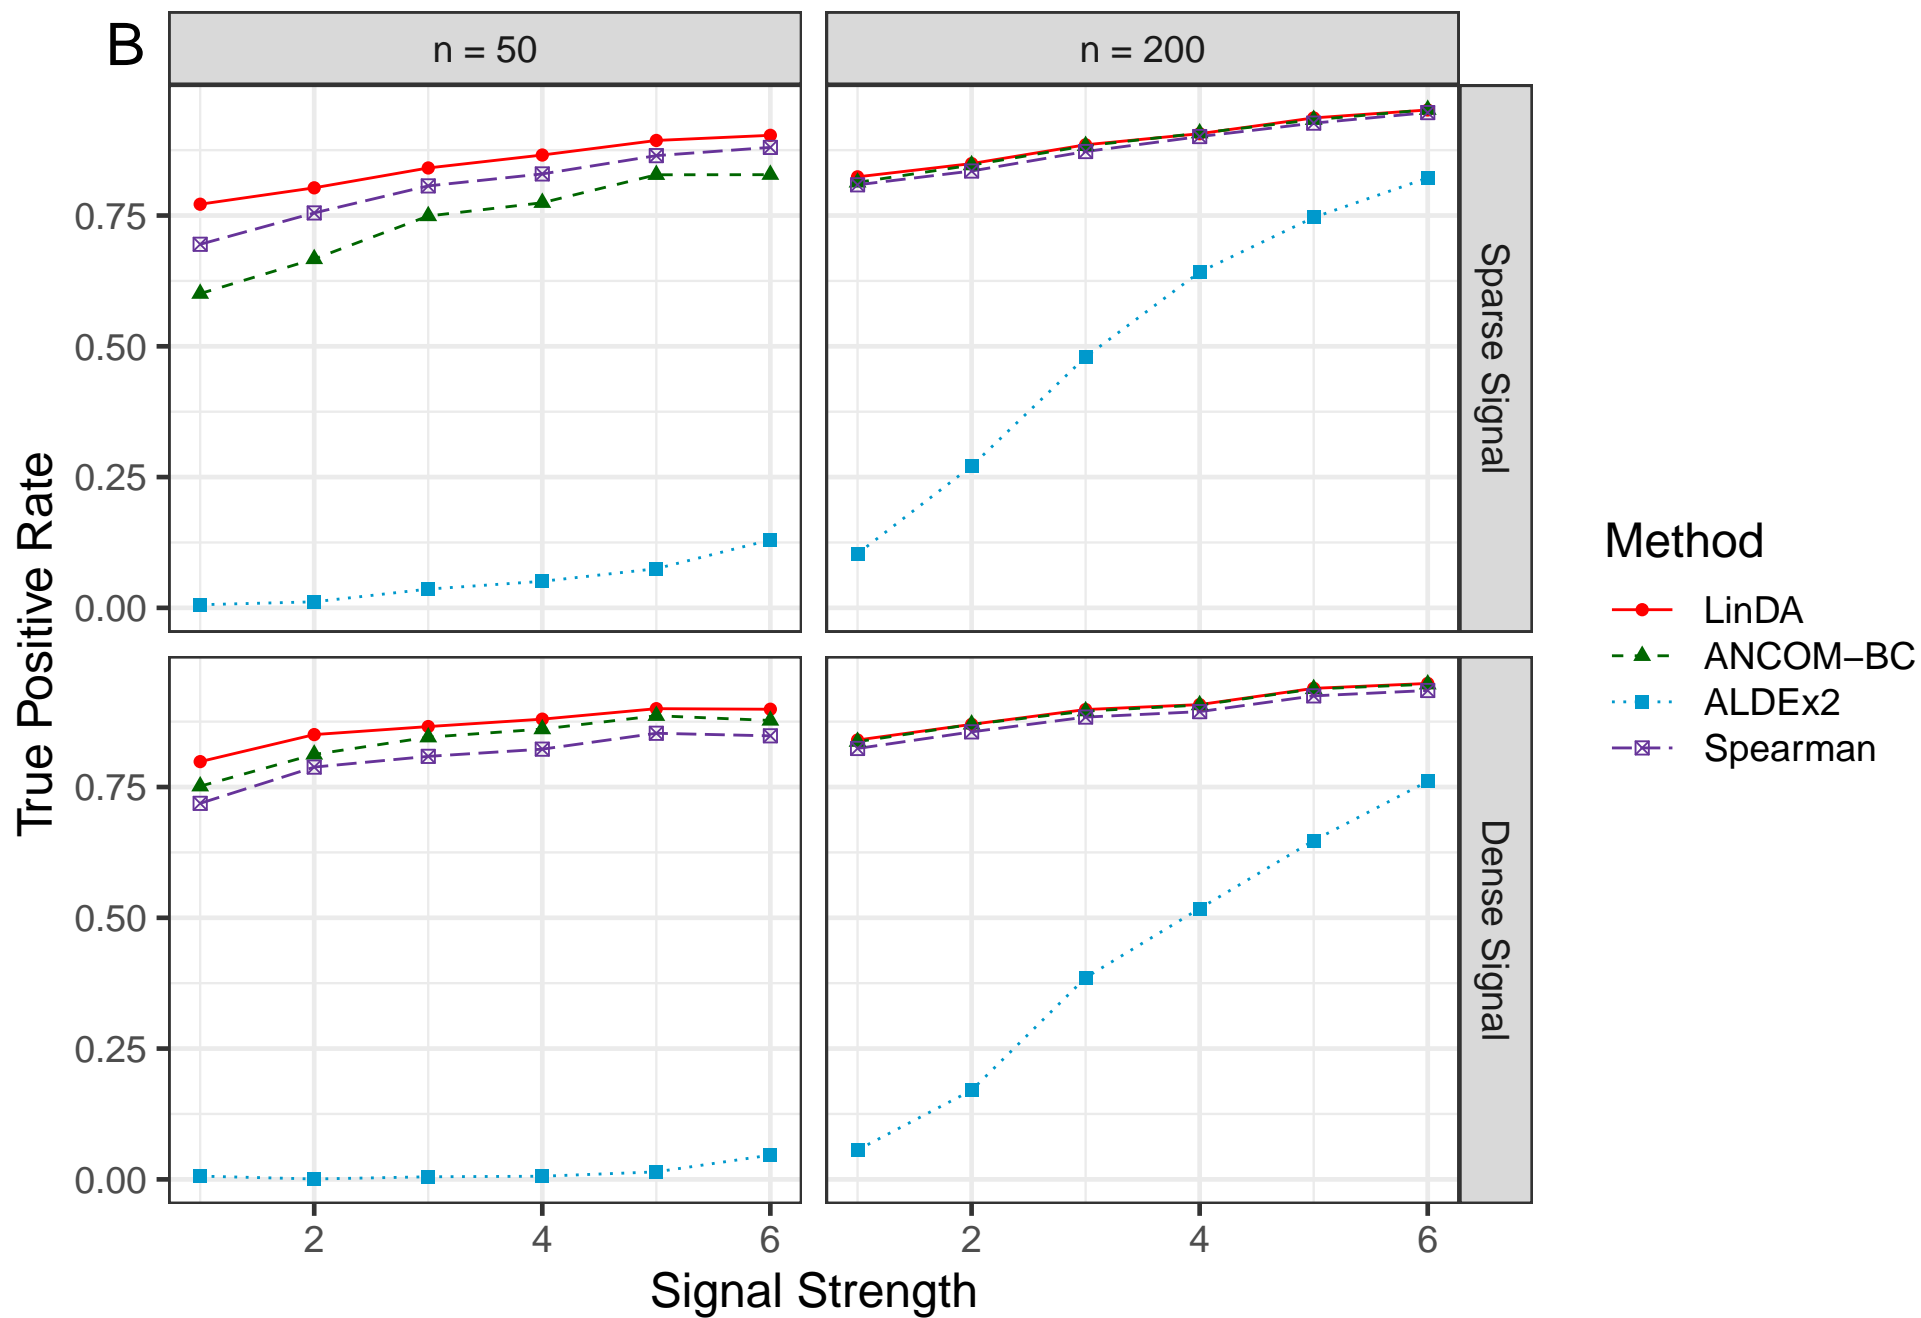 B
n = 50
n = 200
True Positive Rate
0.75
0.50
0.25
0.00
Sparse Signal
0.75
0.50
0.25
0.00
Dense Signal
2
4
6
2
4
6
Signal Strength
Method
LinDA
ANCOM−BC
ALDEx2
Spearman